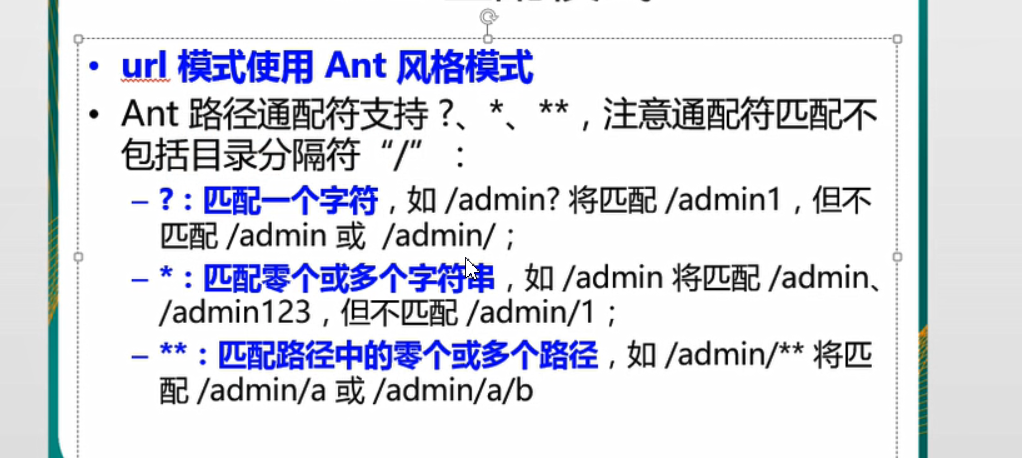 • url 模式使用 Ant 风格模式
• Ant 路径通配符支持 ?、*、**，注意通配符匹配不
包括目录分隔符“/”：
– ?：匹配一个字符，如 /admin? 将匹配 /admin1，但不
匹配 /admin 或 /admin/；
– *：匹配零个或多个字符串，如 /admin 将匹配 /admin、
/admin123，但不匹配 /admin/1；
– **：匹配路径中的零个或多个路径，如 /admin/** 将匹
配 /admin/a 或 /admin/a/b